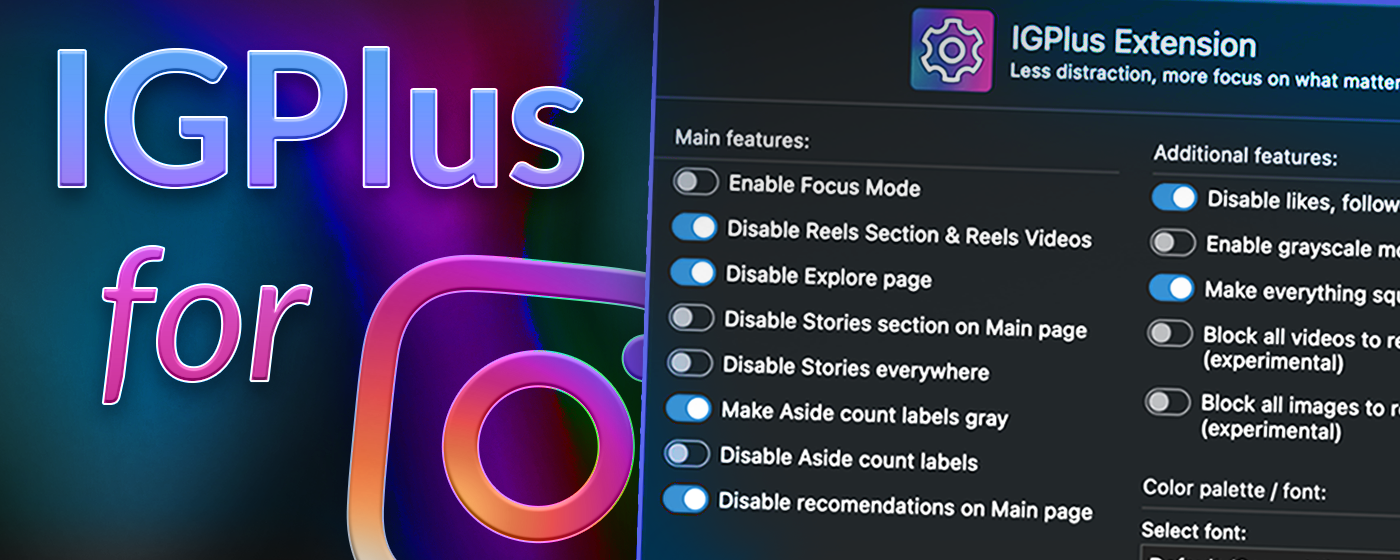 IGPlus
for
IGPlus Extension
Less distraction, more focus on what matter
Main features:
Enable Focus Mode
Disable Reels Section & Reels Videos
Disable Explore page
Disable Stories section on Main page
Disable Stories everywhere
Make Aside count labels gray
Disable Aside count labels
Disable recomendations on Main page
Additional features:
Disable likes, follow
Enable grayscale mo
Make everything squ
Block all videos to re
(experimental)
Block all images to re
(experimental)
Color palette / font:
Select font: